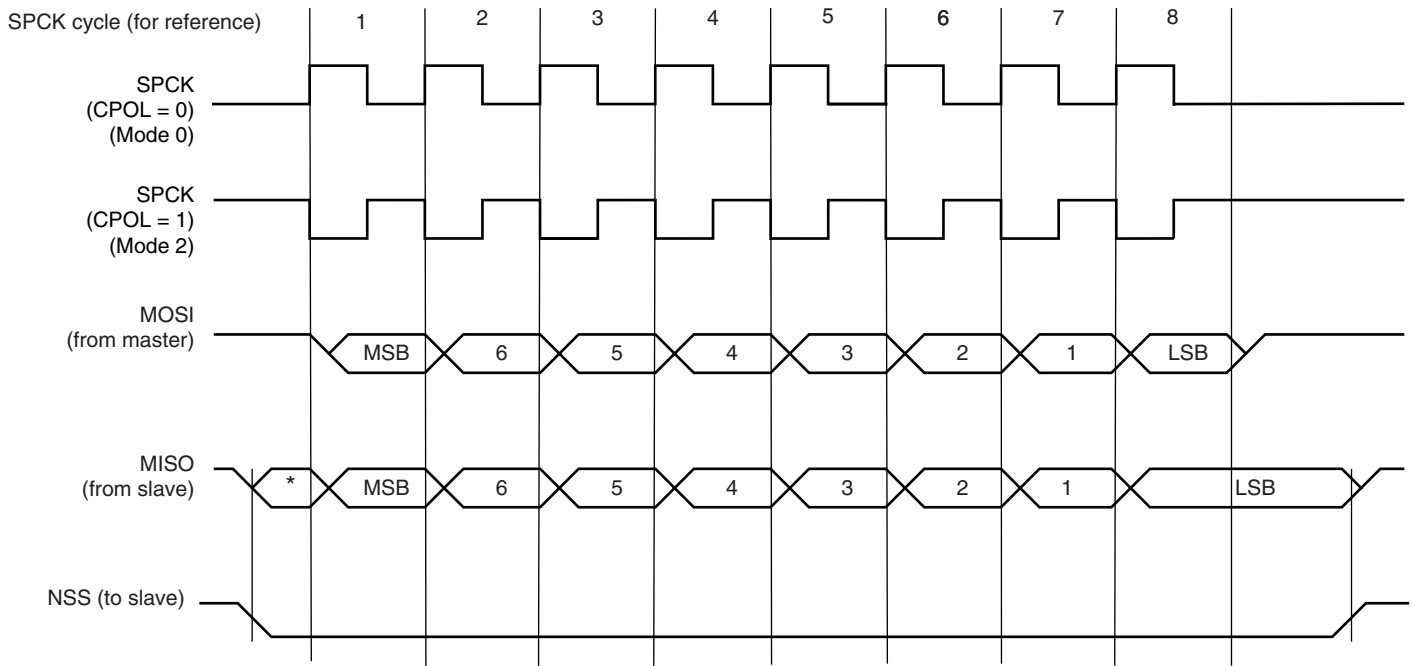 SPCK cycle (for reference)
1 2 3 4 5 6 7 8
SPCK
(CPOL = 0)
(Mode 0)
SPCK
(CPOL = 1)
(Mode 2)
MOSI
(from master)
MSB 6 5 4 3 2 1 LSB
MISO
(from slave)
* MSB 6 5 4 3 2 1 LSB
NSS (to slave)